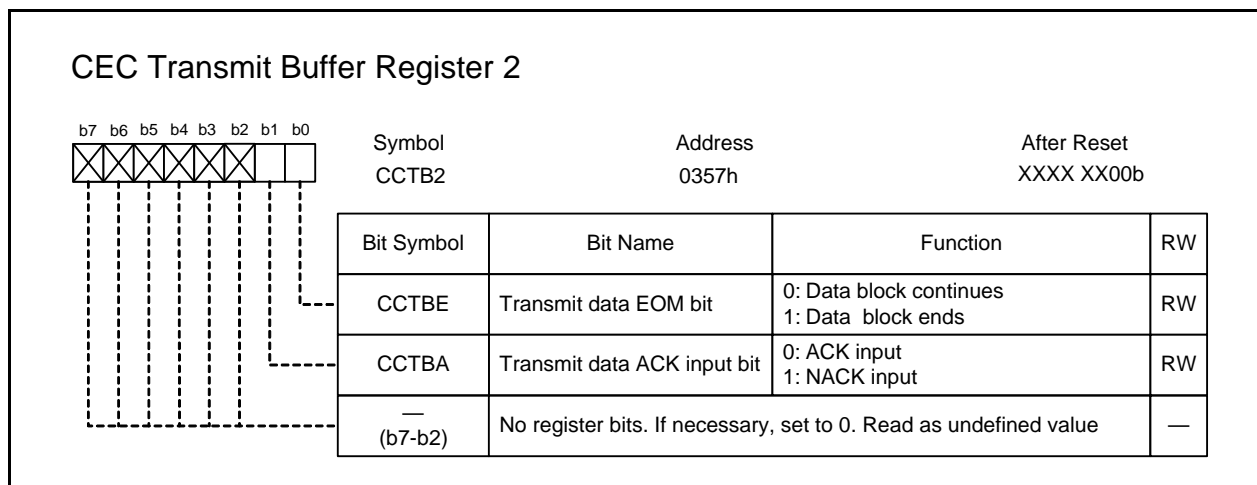 CEC Transmit Buffer Register 2
b7 b6 b5 b4 b3 b2 b1 b0
Symbol Address After Reset
CCTB2 0357h XXXX XX00b
Bit Symbol Bit Name Function RW
CCTBE Transmit data EOM bit 0: Data block continues RW
1: Data block ends
CCTBA Transmit data ACK input bit 0: ACK input RW
1: NACK input
— No register bits. If necessary, set to 0. Read as undefined value —
(b7-b2)